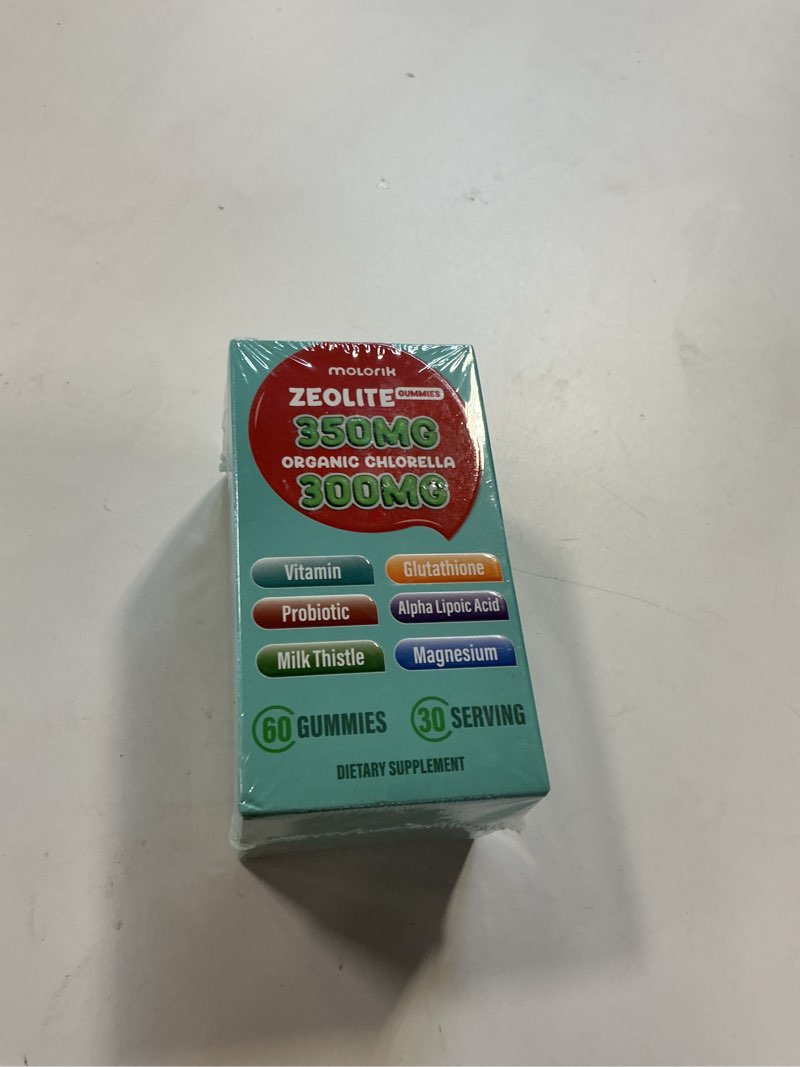 molorik
ZEOLITE GUMMIES
350MG
ORGANIC CHLORELLA
300MG
Vitamin Glutathione
Probiotic Alpha Lipoic Acid
Milk Thistle Magnesium
60 GUMMIES 30 SERVING
DIETARY SUPPLEMENT